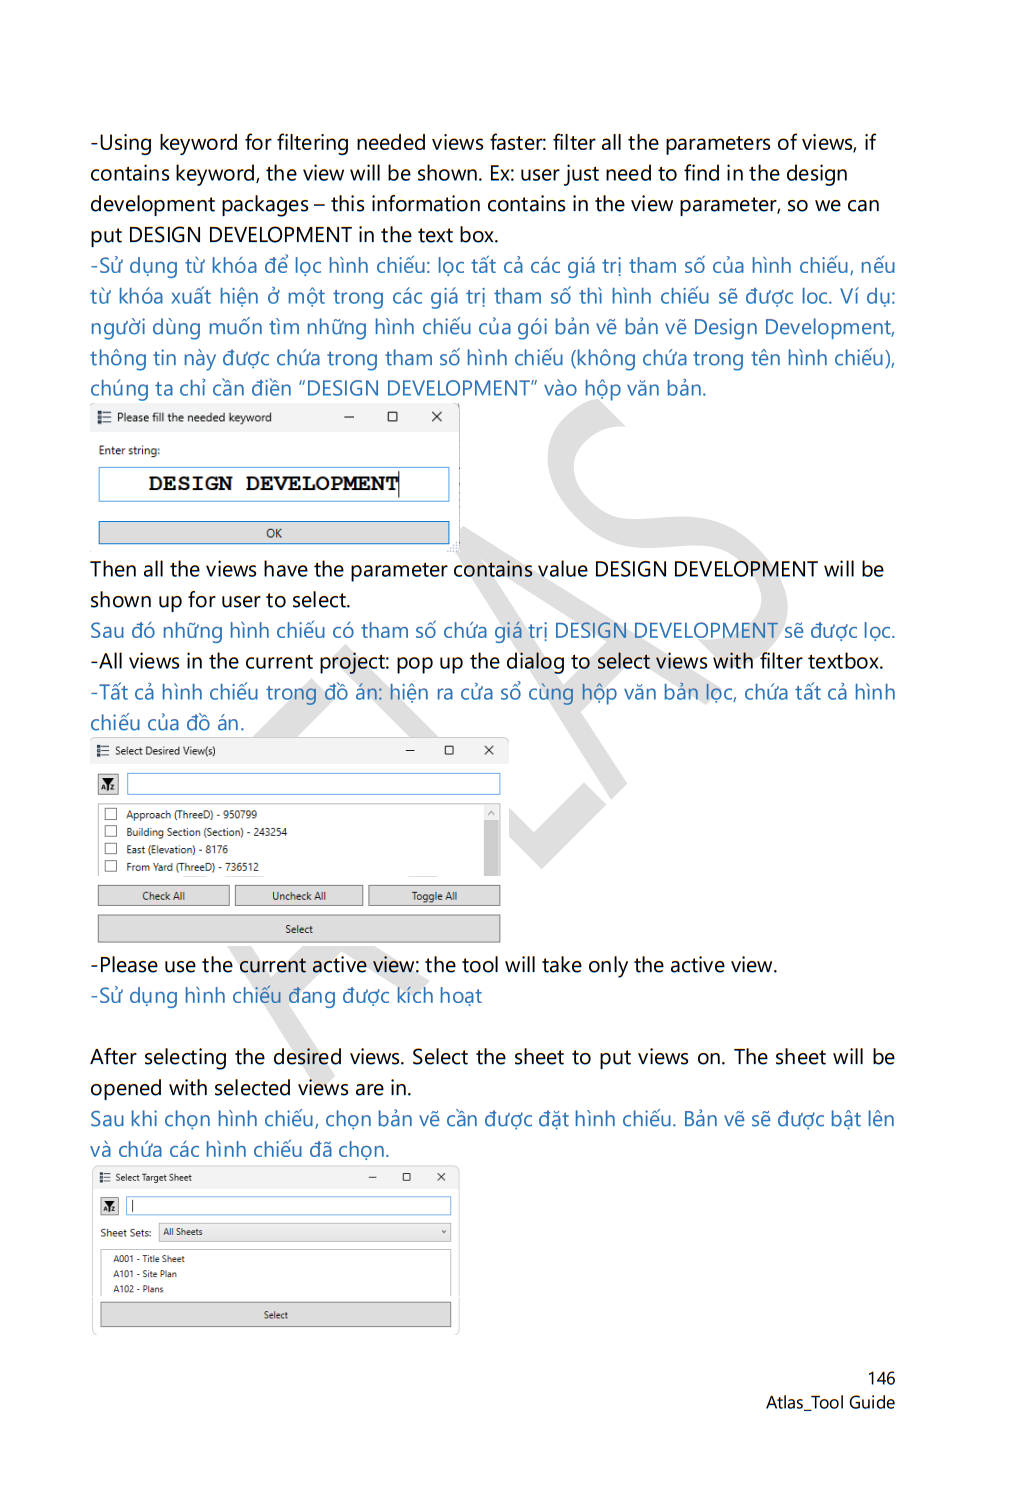 -Using keyword for filtering needed views faster: filter all the parameters of views, if
contains keyword, the view will be shown. Ex: user just need to find in the design
development packages – this information contains in the view parameter, so we can
put DESIGN DEVELOPMENT in the text box.
-Sử dụng từ khóa để lọc hình chiếu: lọc tất cả các giá trị tham số của hình chiếu, nếu
từ khóa xuất hiện ở một trong các giá trị tham số thì hình chiếu sẽ được loc. Ví dụ:
người dùng muốn tìm những hình chiếu của gói bản vẽ bản vẽ Design Development,
thông tin này được chứa trong tham số hình chiếu (không chứa trong tên hình chiếu),
chúng ta chỉ cần điền “DESIGN DEVELOPMENT” vào hộp văn bản.
Please fill the needed keyword
Enter string:
DESIGN DEVELOPMENT
OK
Then all the views have the parameter contains value DESIGN DEVELOPMENT will be
shown up for user to select.
Sau đó những hình chiếu có tham số chứa giá trị DESIGN DEVELOPMENT sẽ được lọc.
-All views in the current project: pop up the dialog to select views with filter textbox.
-Tất cả hình chiếu trong đồ án: hiện ra cửa sổ cùng hộp văn bản lọc, chứa tất cả hình
chiếu của đồ án.
Select Desired View(s)
Approach (ThreeD) - 950799
Building Section (Section) - 243254
East (Elevation) - 8176
From Yard (ThreeD) - 736512
Check All Uncheck All Toggle All
Select
-Please use the current active view: the tool will take only the active view.
-Sử dụng hình chiếu đang được kích hoạt
After selecting the desired views. Select the sheet to put views on. The sheet will be
opened with selected views are in.
Sau khi chọn hình chiếu, chọn bản vẽ cần được đặt hình chiếu. Bản vẽ sẽ được bật lên
và chứa các hình chiếu đã chọn.
Select Target Sheet
Sheet Sets: All Sheets
A001 - Title Sheet
A101 - Site Plan
A102 - Plans
Select
146
Atlas_Tool Guide
ATLAS